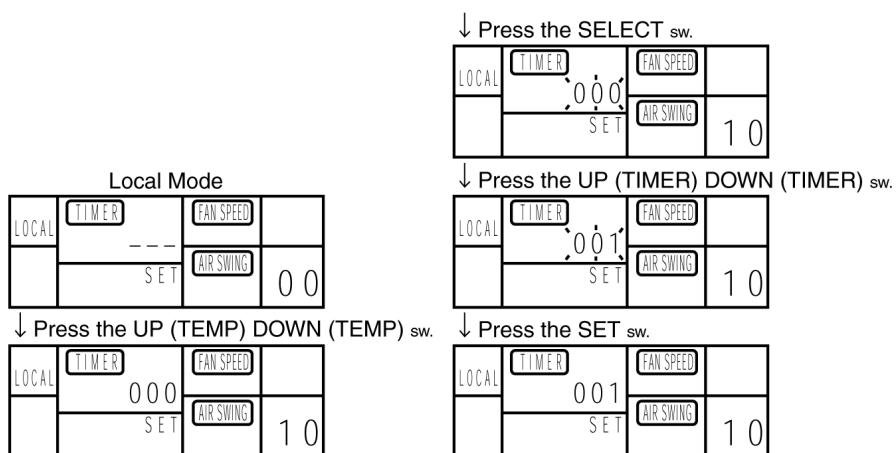 Local Mode
LOCAL TIMER FAN SPEED
---
SET AIR SWING 00
↓ Press the UP (TEMP) DOWN (TEMP) sw.
LOCAL TIMER FAN SPEED
000
SET AIR SWING 10
↓ Press the SELECT sw.
LOCAL TIMER FAN SPEED
000
SET AIR SWING 10
↓ Press the UP (TIMER) DOWN (TIMER) sw.
LOCAL TIMER FAN SPEED
001
SET AIR SWING 10
↓ Press the SET sw.
LOCAL TIMER FAN SPEED
001
SET AIR SWING 10